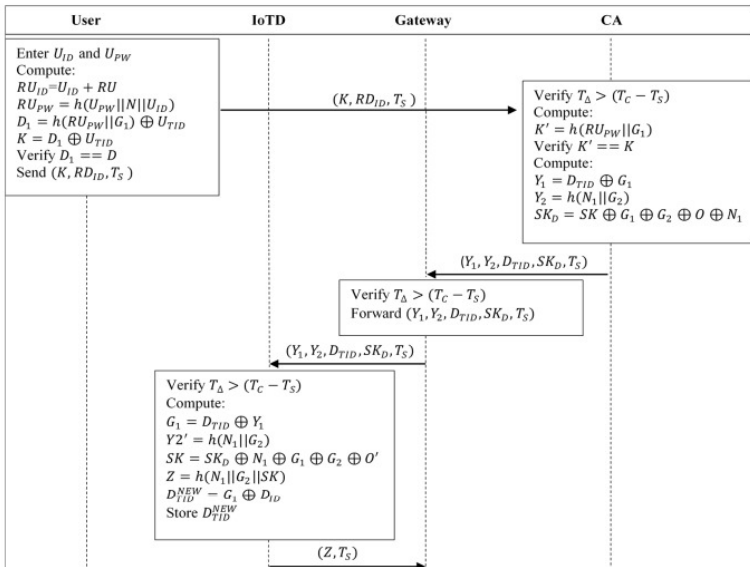 User IoTD Gateway CA
Enter U_ID and U_PW
Compute:
RU_ID=U_ID + RU
RU_PW = h(U_PW||N||U_ID)
D_1 = h(RU_PW||G_1) ⊕ U_TID
K = D_1 ⊕ U_TID
Verify D_1 == D
Send (K, RD_ID, T_S)
(K, RD_ID, T_S)
Verify T_Δ > (T_C − T_S)
Compute:
K′ = h(RU_PW||G_1)
Verify K′ == K
Compute:
Y_1 = D_TID ⊕ G_1
Y_2 = h(N_1||G_2)
SK_D = SK ⊕ G_1 ⊕ G_2 ⊕ O ⊕ N_1
(Y_1, Y_2, D_TID, SK_D, T_S)
Verify T_Δ > (T_C − T_S)
Forward (Y_1, Y_2, D_TID, SK_D, T_S)
(Y_1, Y_2, D_TID, SK_D, T_S)
Verify T_Δ > (T_C − T_S)
Compute:
G_1 = D_TID ⊕ Y_1
Y2′ = h(N_1||G_2)
SK = SK_D ⊕ N_1 ⊕ G_1 ⊕ G_2 ⊕ O′
Z = h(N_1||G_2||SK)
D_TID^NEW − G_1 ⊕ D_ID
Store D_TID^NEW
(Z, T_S)